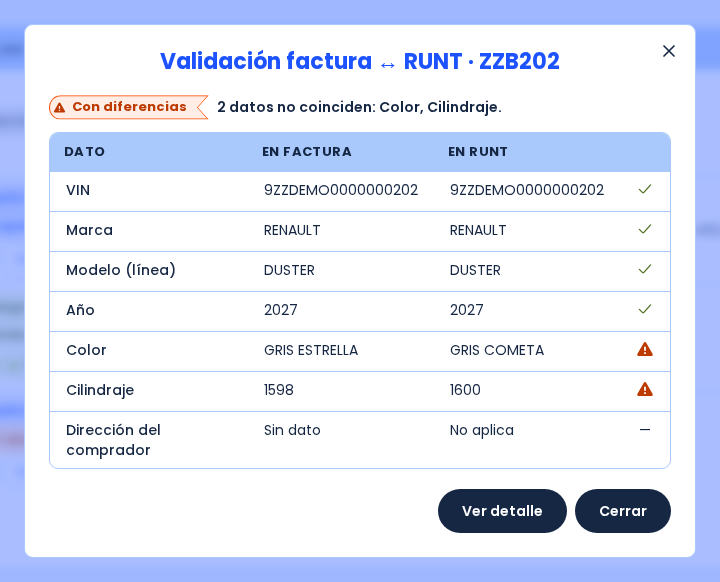 Validación factura ↔ RUNT · ZZB202
Con diferencias 2 datos no coinciden: Color, Cilindraje.
DATO EN FACTURA EN RUNT
VIN 9ZZDEMO0000000202 9ZZDEMO0000000202
Marca RENAULT RENAULT
Modelo (línea) DUSTER DUSTER
Año 2027 2027
Color GRIS ESTRELLA GRIS COMETA
Cilindraje 1598 1600
Dirección del Sin dato No aplica —
comprador
Ver detalle Cerrar